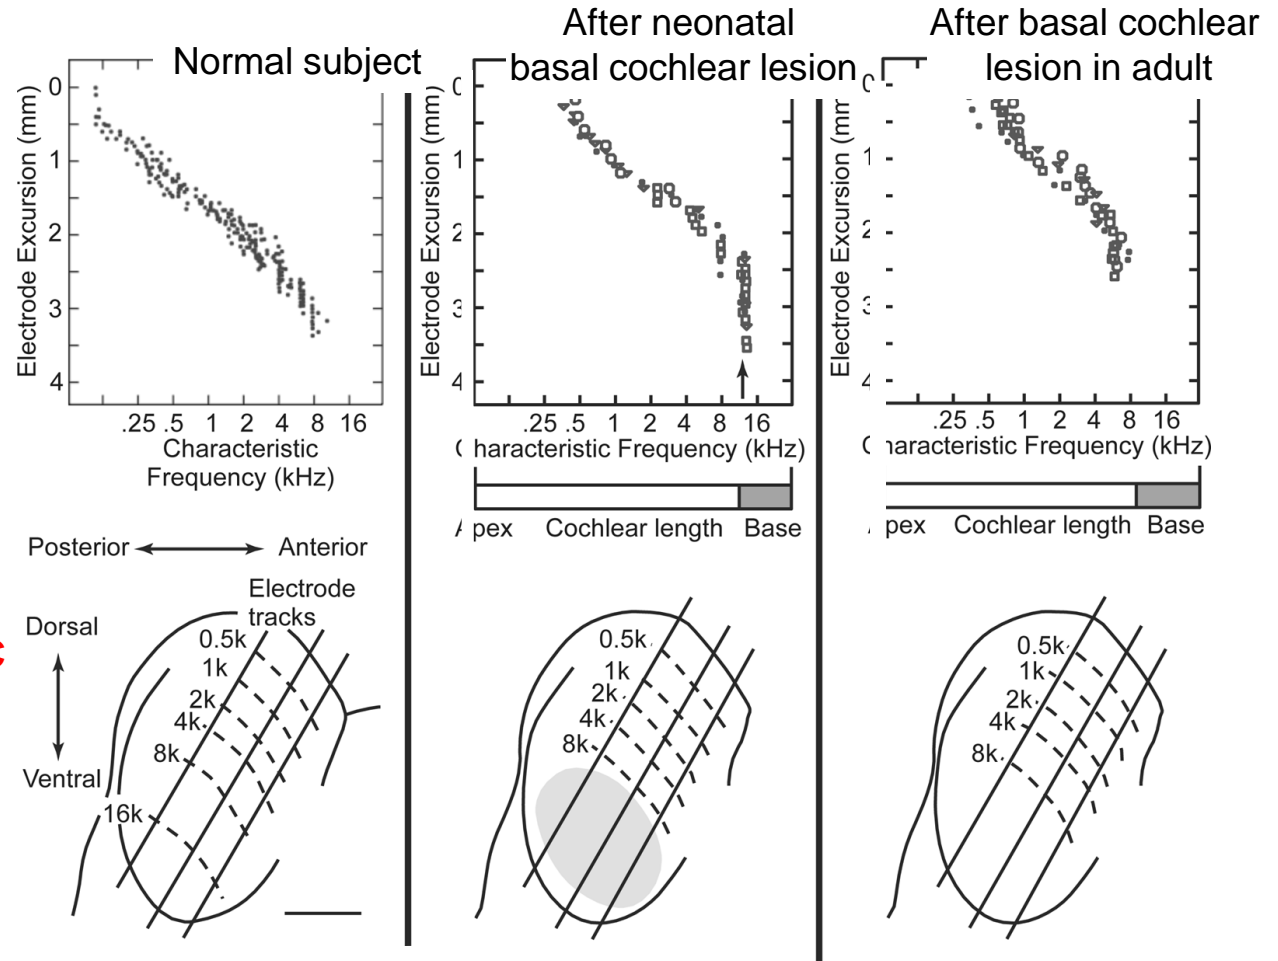 Normal subject
Electrode Excursion (mm)
0
1
2
3
4
.25 .5 1 2 4 8 16
Characteristic
Frequency (kHz)
After neonatal
basal cochlear lesion
Electrode Excursion (mm)
1
2
3
4
.25 .5 1 2 4 8 16
haracteristic Frequency (kHz)
pex Cochlear length Base
After basal cochlear
lesion in adult
Electrode Excursion (mm)
1
2
4
.25 .5 1 2 4 8 16
haracteristic Frequency (kHz)
pex Cochlear length Base
Posterior Anterior
Dorsal
Ventral
Electrode
tracks
0.5k
1k
2k
4k
8k
16k
0.5k
1k
2k
4k
8k
0.5k
1k
2k
4k
8k